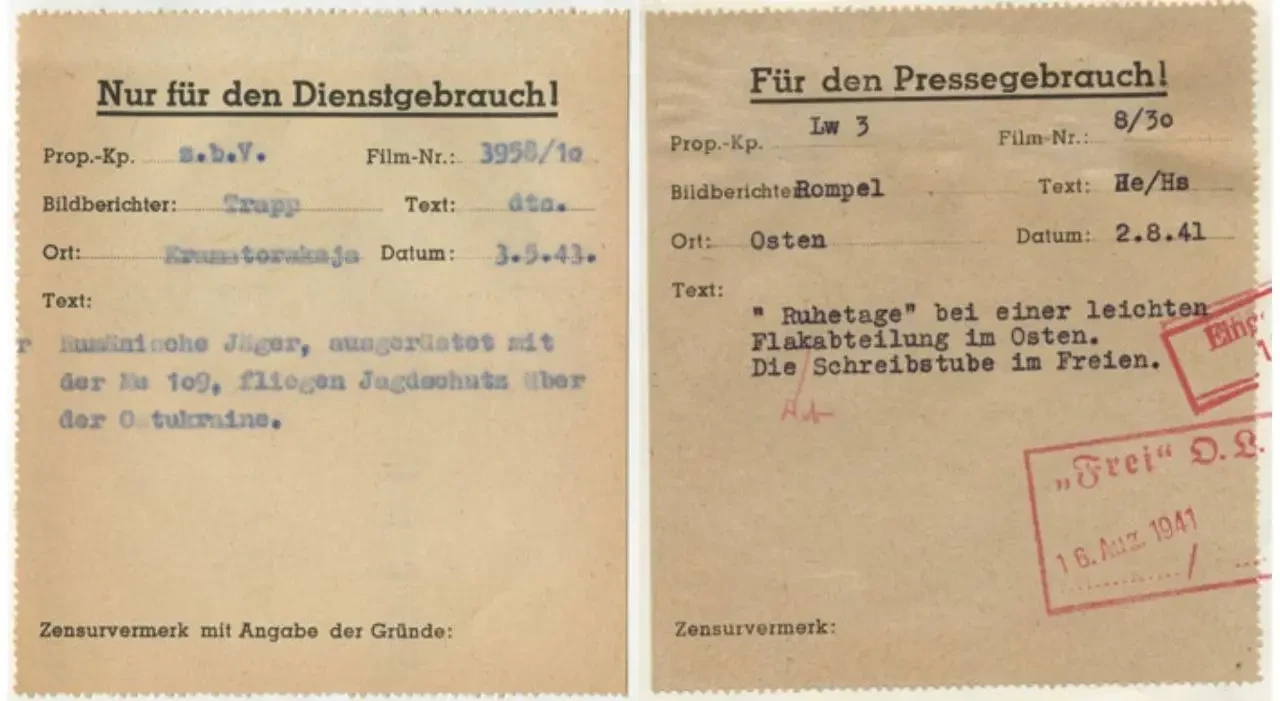 Nur für den Dienstgebrauch!
Prop.-Kp. z.b.V. Film-Nr.: 3958/10
Bildberichter: Trapp Text: dto.
Ort: Kramatorskaja Datum: 3.5.43.
Text:
r Rumänische Jäger, ausgerüstet mit
der Me 109, fliegen Jagdschutz über
der Ostukraine.
Zensurvermerk mit Angabe der Gründe:
Für den Pressegebrauch!
Prop.-Kp. Lw 3 Film-Nr.: 8/30
Bildberichte Rompel Text: He/Hs
Ort: Osten Datum: 2.8.41
Text:
" Ruhetage" bei einer leichten
Flakabteilung im Osten.
Die Schreibstube im Freien.
„Frei“ O.L.
16. Aug. 1941
Zensurvermerk: